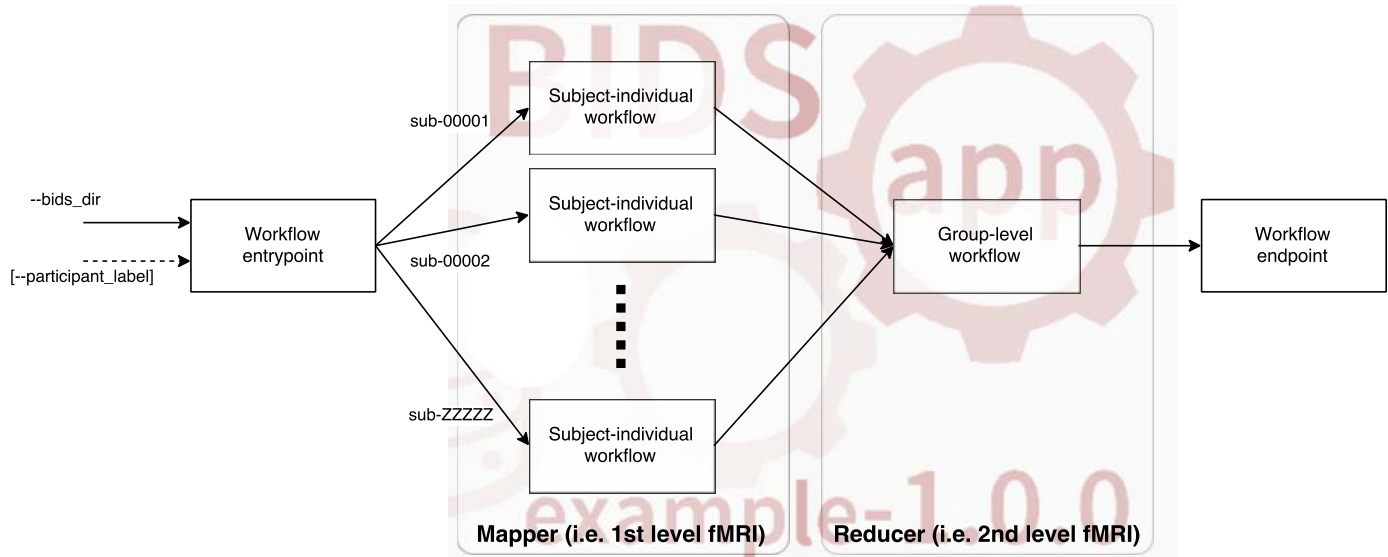 BIDS
app
example-1.0.0
--bids_dir
[--participant_label]
Workflow
entrypoint
sub-00001
sub-00002
sub-ZZZZZ
Subject-individual
workflow
Subject-individual
workflow
Subject-individual
workflow
Mapper (i.e. 1st level fMRI)
Group-level
workflow
Reducer (i.e. 2nd level fMRI)
Workflow
endpoint